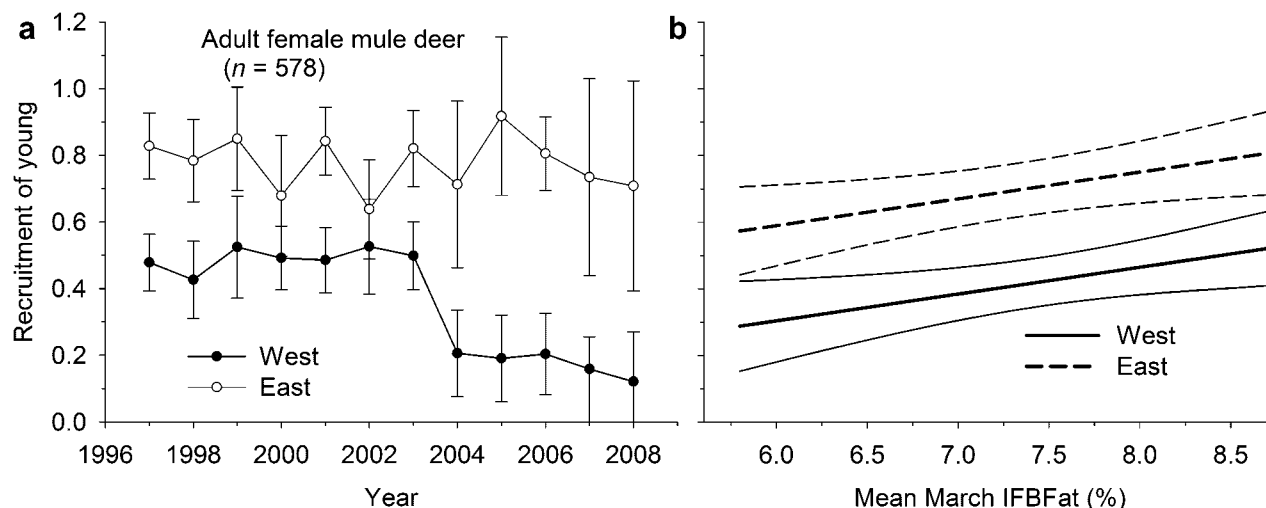 a
Adult female mule deer
(n = 578)
Recruitment of young
1.2
1.0
0.8
0.6
0.4
0.2
0.0
West
East
1996 1998 2000 2002 2004 2006 2008
Year
b
West
East
6.0 6.5 7.0 7.5 8.0 8.5
Mean March IFBFat (%)